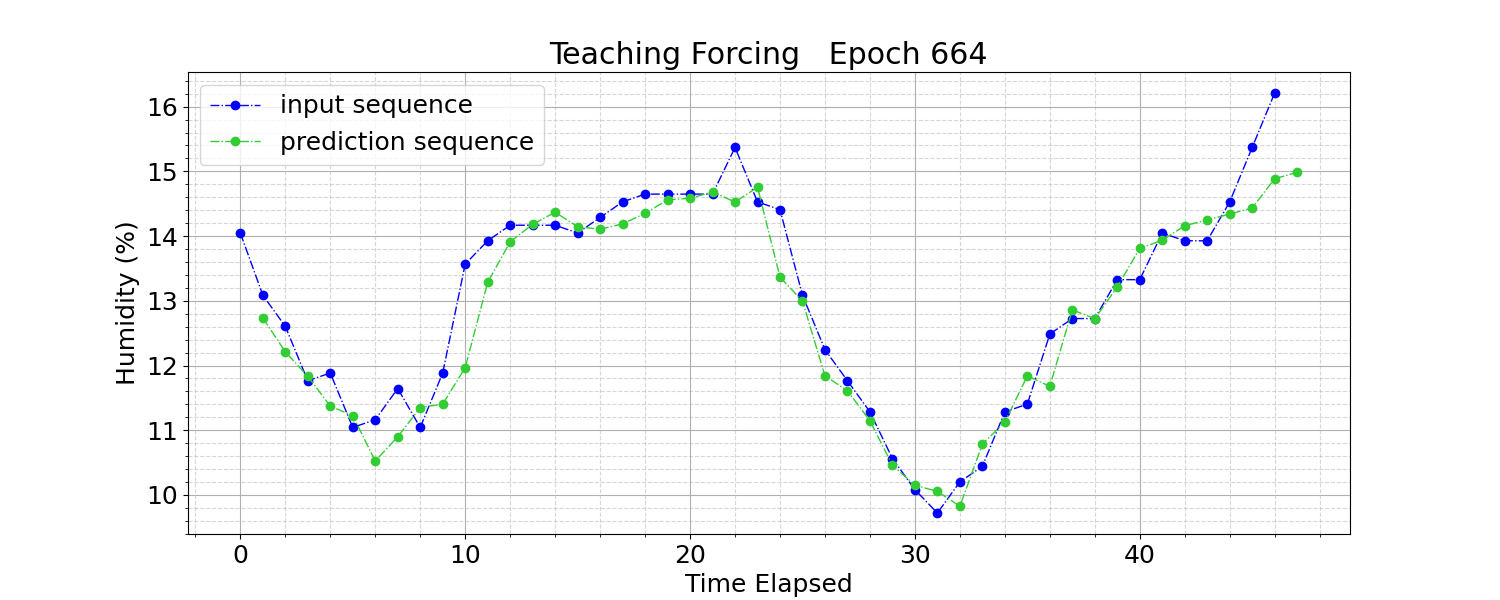 Teaching Forcing   Epoch 664
input sequence
prediction sequence
Humidity (%)
16
15
14
13
12
11
10
0 10 20 30 40
Time Elapsed